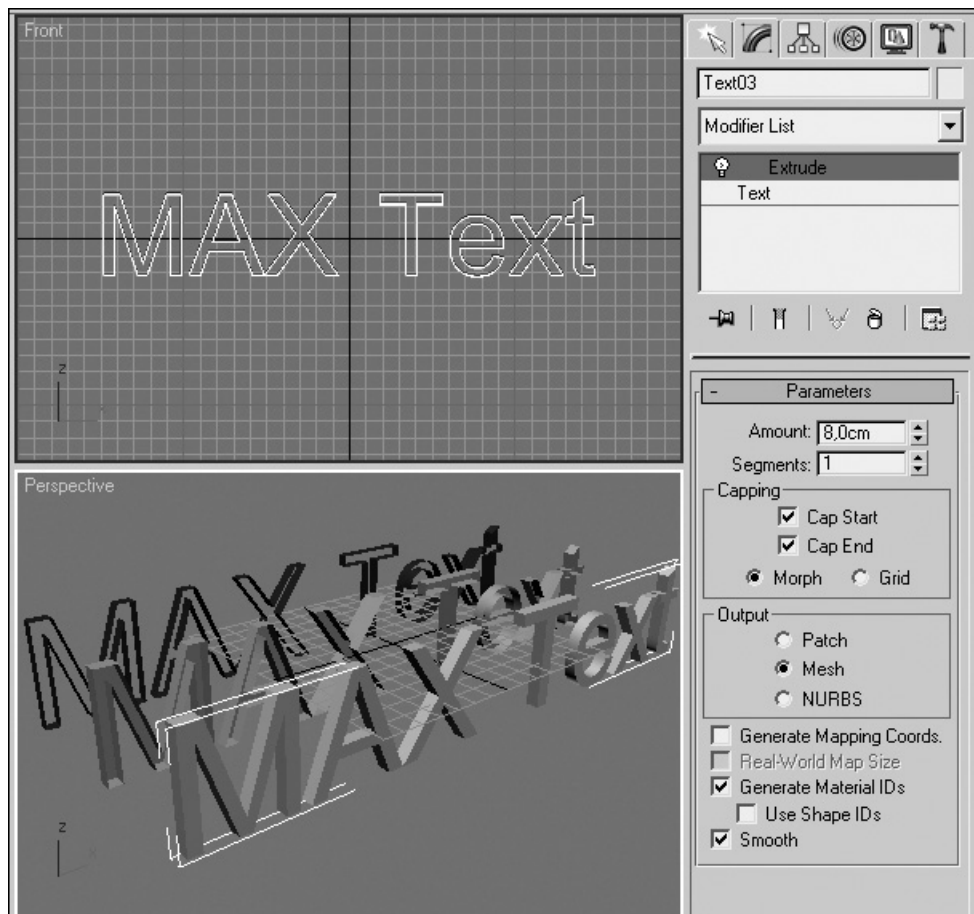 Front
MAX Text
z
Perspective
MAX Text
MAX Text
MAX Text
z
x
Text03
Modifier List
Extrude
Text
Parameters
Amount: 8,0cm
Segments: 1
Capping
Cap Start
Cap End
Morph Grid
Output
Patch
Mesh
NURBS
Generate Mapping Coords.
Real-World Map Size
Generate Material IDs
Use Shape IDs
Smooth